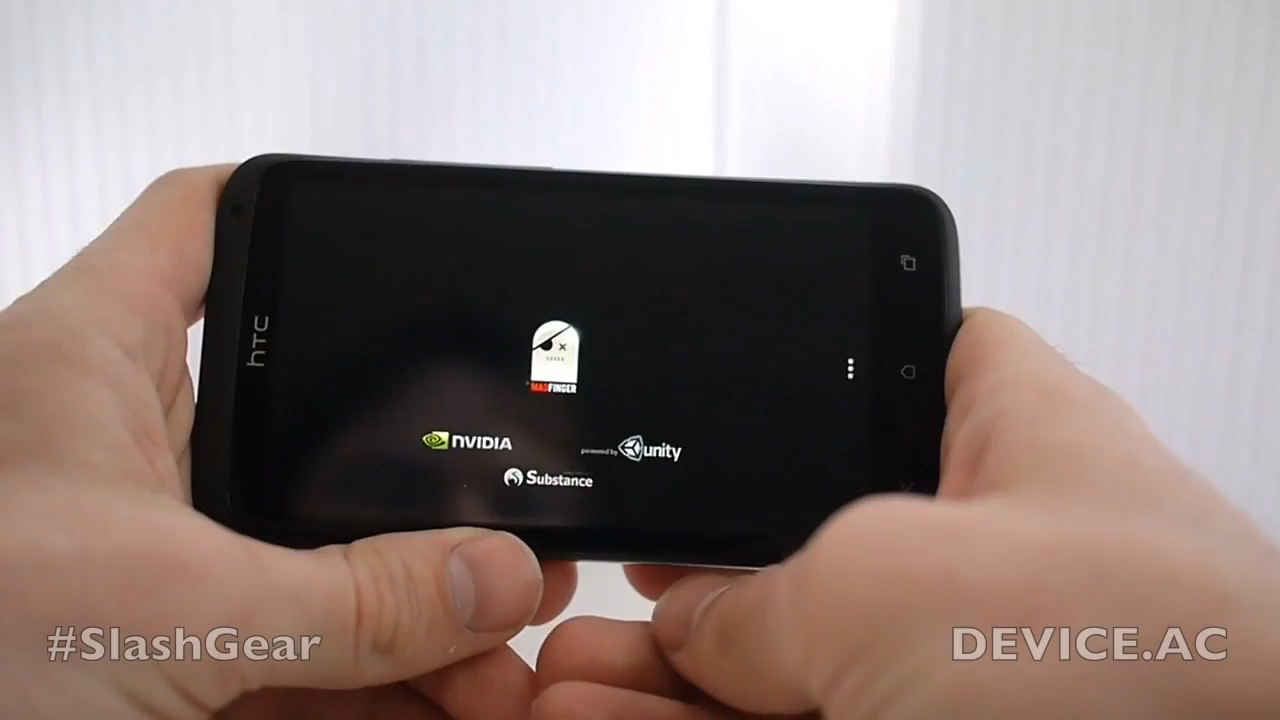 hTC
MADFINGER
NVIDIA
powered by unity
Substance
#SlashGear
DEVICE.AC